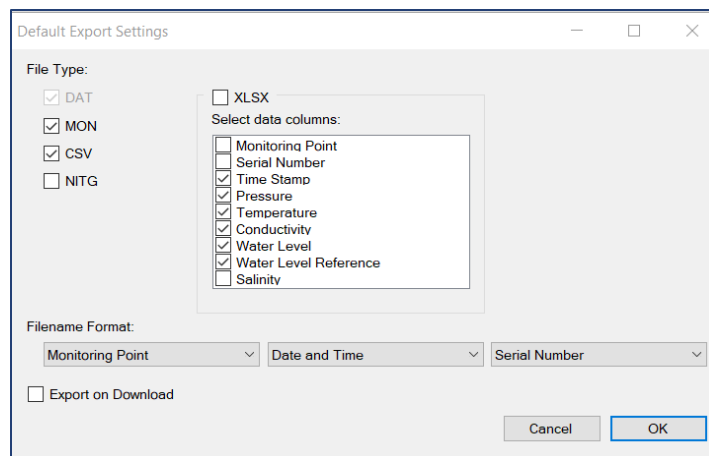 Default Export Settings
File Type:
DAT
MON
CSV
NITG
XLSX
Select data columns:
Monitoring Point
Serial Number
Time Stamp
Pressure
Temperature
Conductivity
Water Level
Water Level Reference
Salinity
Filename Format:
Monitoring Point Date and Time Serial Number
Export on Download
Cancel OK